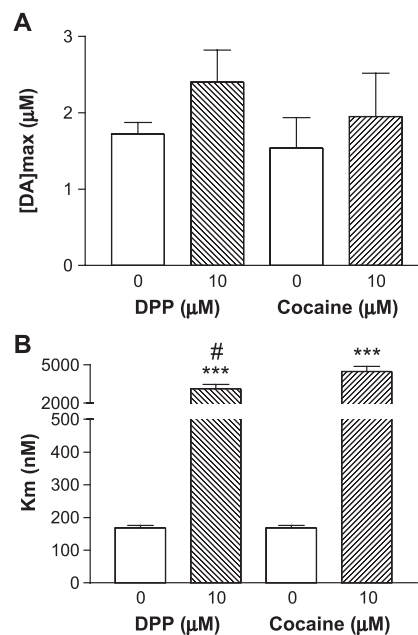 A
[DA]max (μM)
3
2
1
0
0 10 0 10
DPP (μM) Cocaine (μM)
B
#
*** ***
Km (nM)
5000
2000
500
400
300
200
100
0
0 10 0 10
DPP (μM) Cocaine (μM)